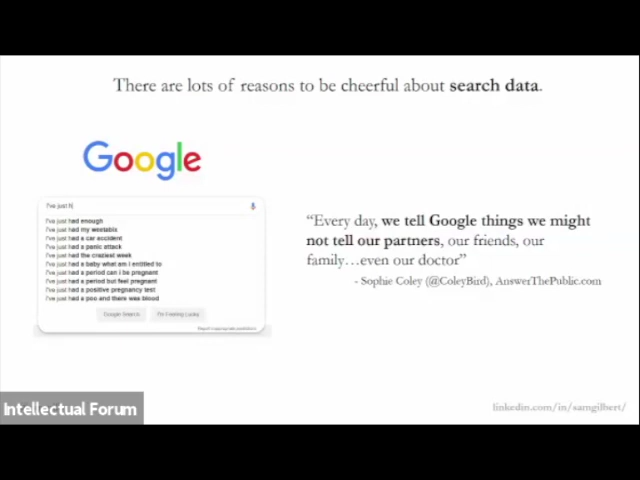 There are lots of reasons to be cheerful about search data.
Google
I've just h
I've just had enough
I've just had my weetabix
I've just had a car accident
I've just had a panic attack
I've just had the craziest week
I've just had a baby what am i entitled to
I've just had a period can i be pregnant
I've just had a period but feel pregnant
I've just had a positive pregnancy test
I've just had a poo and there was blood
Google Search I'm Feeling Lucky
Report inappropriate predictions
“Every day, we tell Google things we might
not tell our partners, our friends, our
family…even our doctor”
- Sophie Coley (@ColeyBird), AnswerThePublic.com
Intellectual Forum
linkedin.com/in/samgilbert/